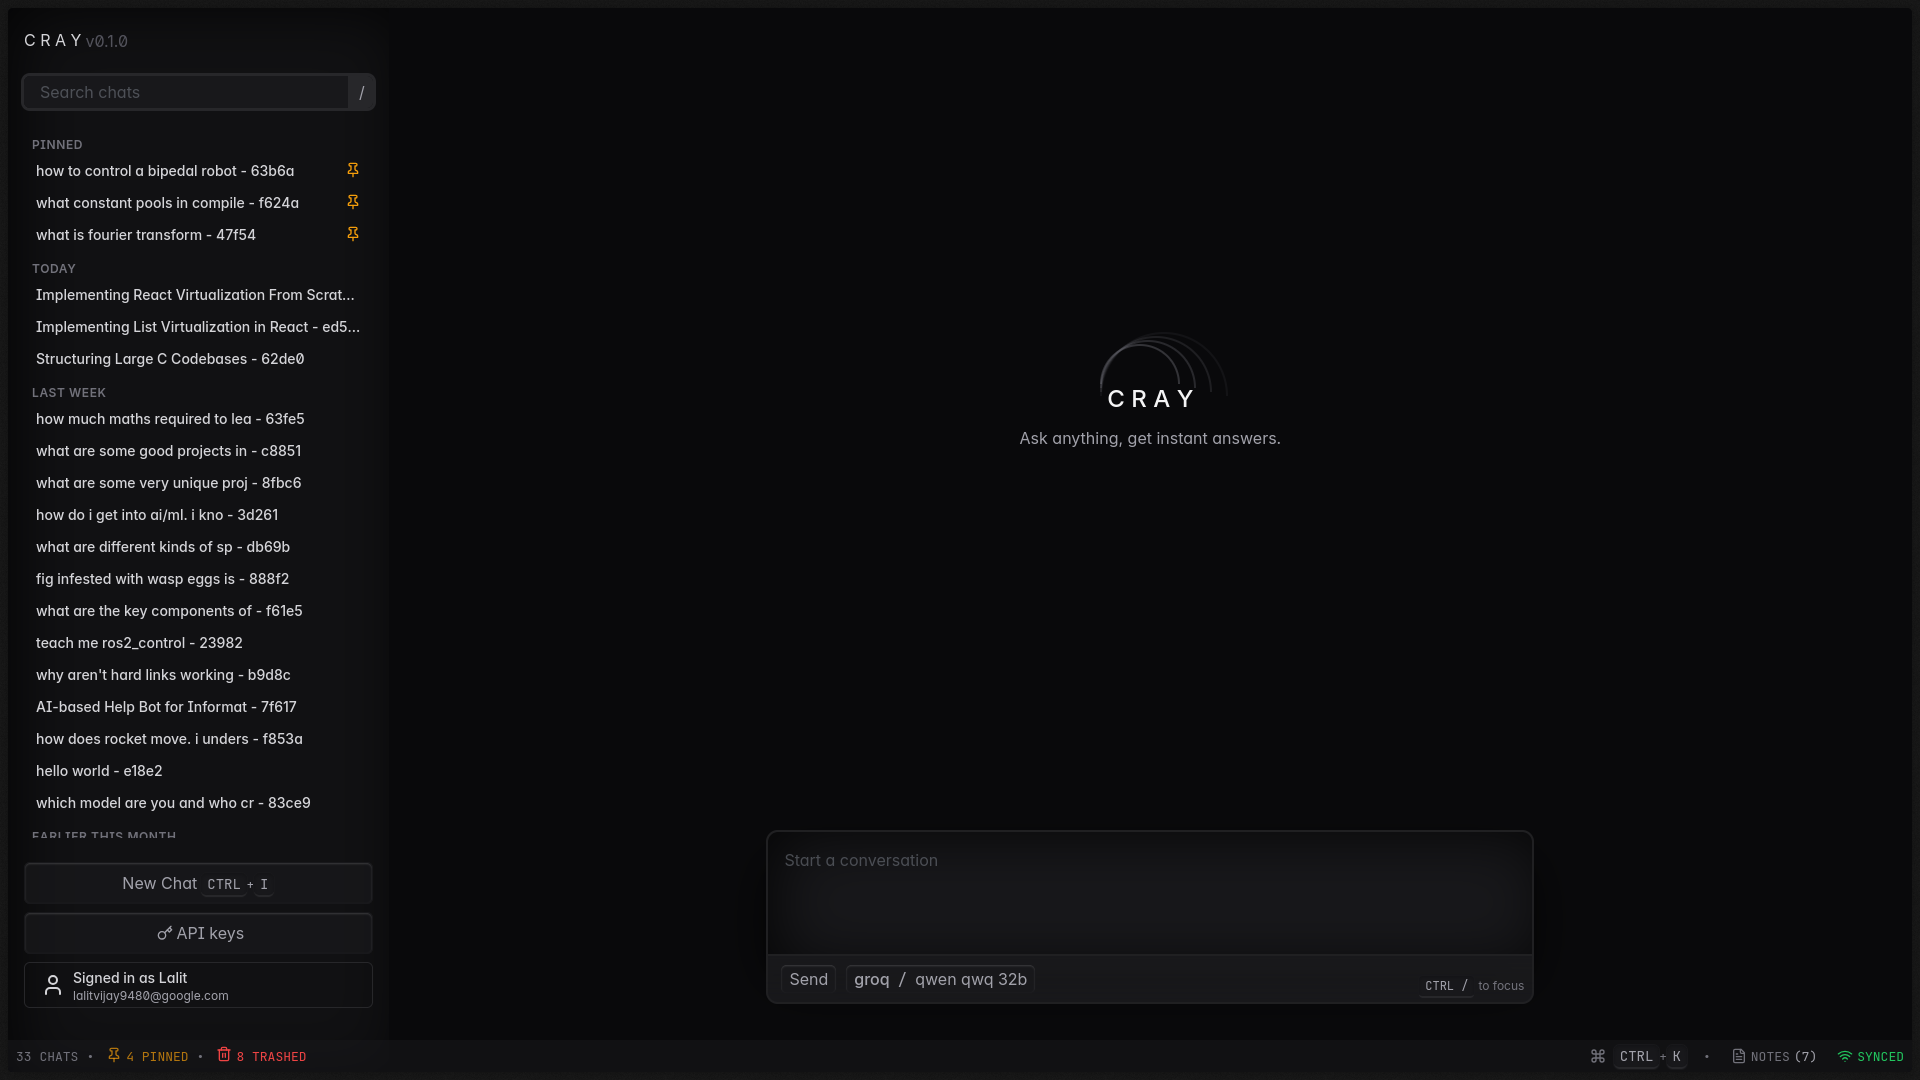 CRAY v0.1.0
Search chats /
PINNED
how to control a bipedal robot - 63b6a
what constant pools in compile - f624a
what is fourier transform - 47f54
TODAY
Implementing React Virtualization From Scrat...
Implementing List Virtualization in React - ed5...
Structuring Large C Codebases - 62de0
LAST WEEK
how much maths required to lea - 63fe5
what are some good projects in - c8851
what are some very unique proj - 8fbc6
how do i get into ai/ml. i kno - 3d261
what are different kinds of sp - db69b
fig infested with wasp eggs is - 888f2
what are the key components of - f61e5
teach me ros2_control - 23982
why aren't hard links working - b9d8c
AI-based Help Bot for Informat - 7f617
how does rocket move. i unders - f853a
hello world - e18e2
which model are you and who cr - 83ce9
EARLIER THIS MONTH
New Chat CTRL + I
API keys
Signed in as Lalit
lalitvijay9480@google.com
CRAY
Ask anything, get instant answers.
Start a conversation
Send groq / qwen qwq 32b CTRL / to focus
33 CHATS • 4 PINNED • 8 TRASHED ⌘ CTRL + K • NOTES (7) SYNCED